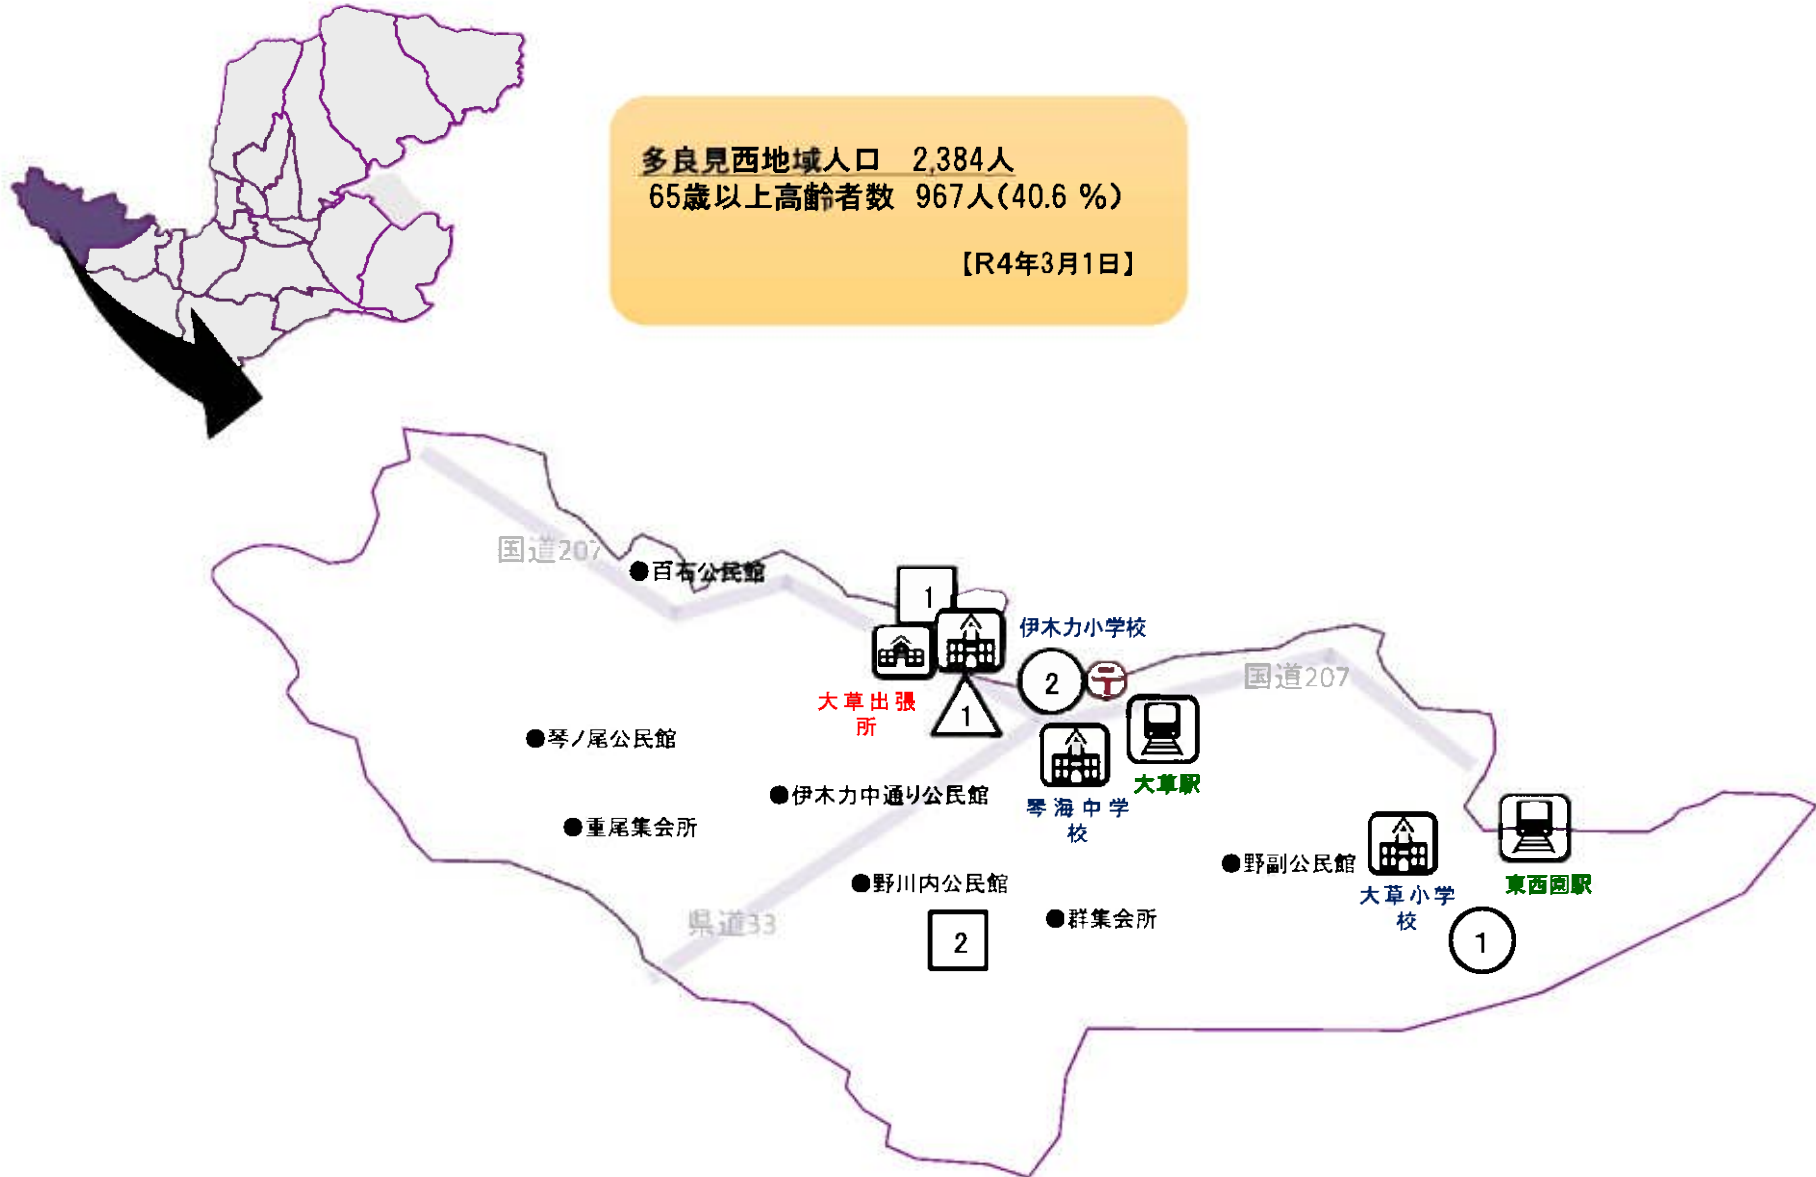 多良見西地域人口 2,384人
65歳以上高齢者数 967人(40.6 %)
【R4年3月1日】
国道207
●百石公民館
1
伊木力小学校
2
〒
国道207
大草出張
所
1
●琴ノ尾公民館
大草駅
●伊木力中通り公民館
琴海中学
校
●重尾集会所
●野副公民館
●野川内公民館
大草小学
校
東西園駅
県道33
●群集会所
2
1